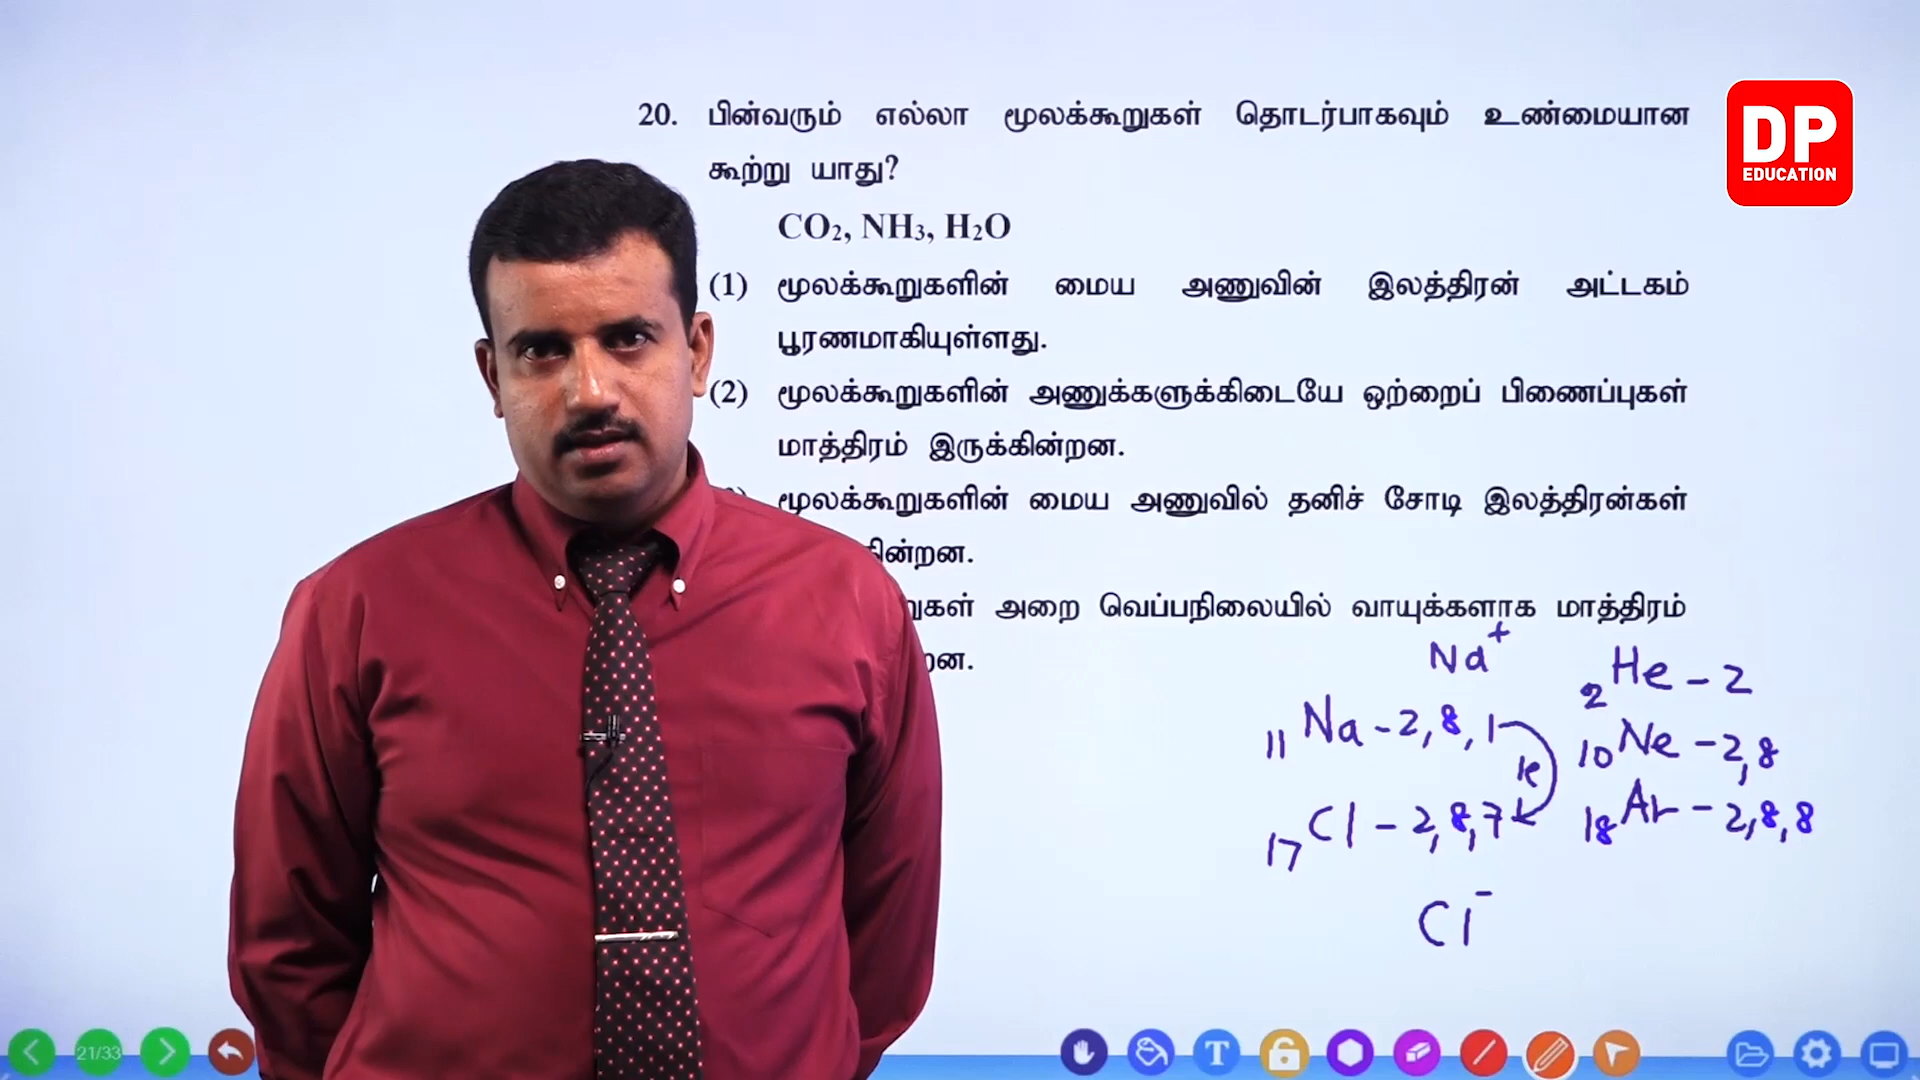 20. பின்வரும் எல்லா மூலக்கூறுகள் தொடர்பாகவும் உண்மையான
கூற்று யாது?
CO₂, NH₃, H₂O
(1) மூலக்கூறுகளின் மைய அணுவின் இலத்திரன் அட்டகம்
பூரணமாகியுள்ளது.
(2) மூலக்கூறுகளின் அணுக்களுக்கிடையே ஒற்றைப் பிணைப்புகள்
மாத்திரம் இருக்கின்றன.
மூலக்கூறுகளின் மைய அணுவில் தனிச் சோடி இலத்திரன்கள்
அறை வெப்பநிலையில் வாயுக்களாக மாத்திரம்
DP
EDUCATION
Na⁺
₁₁Na - 2, 8, 1
1e
₁₇Cl - 2, 8, 7
Cl⁻
₂He - 2
₁₀Ne - 2, 8
₁₈Ar - 2, 8, 8
21/33
T